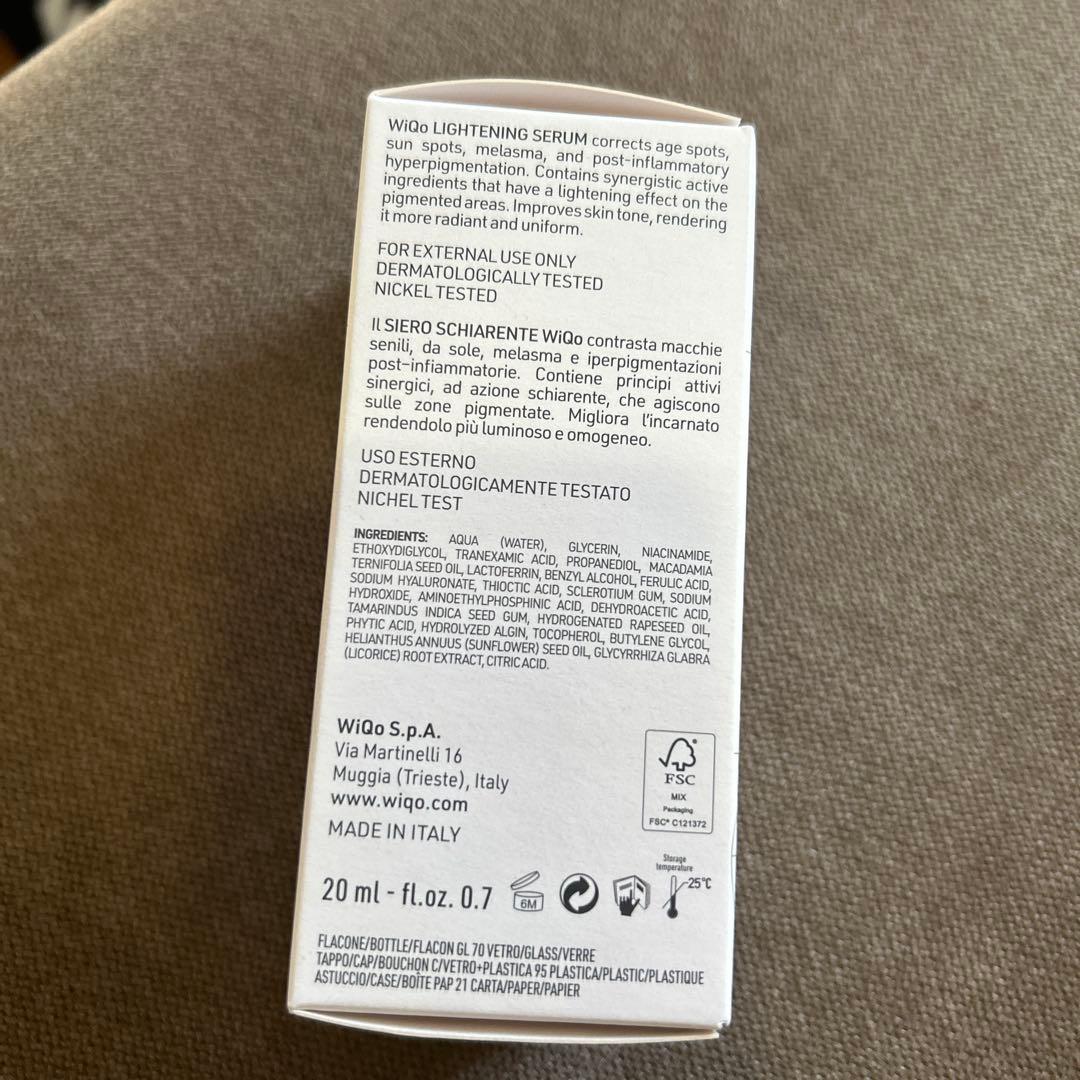 WiQo LIGHTENING SERUM corrects age spots,
sun spots, melasma, and post-inflammatory
hyperpigmentation. Contains synergistic active
ingredients that have a lightening effect on the
pigmented areas. Improves skin tone, rendering
it more radiant and uniform.
FOR EXTERNAL USE ONLY
DERMATOLOGICALLY TESTED
NICKEL TESTED
Il SIERO SCHIARENTE WiQo contrasta macchie
senili, da sole, melasma e iperpigmentazioni
post-infiammatorie. Contiene principi attivi
sinergici, ad azione schiarente, che agiscono
sulle zone pigmentate. Migliora l'incarnato
rendendolo più luminoso e omogeneo.
USO ESTERNO
DERMATOLOGICAMENTE TESTATO
NICHEL TEST
INGREDIENTS: AQUA (WATER), GLYCERIN, NIACINAMIDE,
ETHOXYDIGLYCOL, TRANEXAMIC ACID, PROPANEDIOL, MACADAMIA
TERNIFOLIA SEED OIL, LACTOFERRIN, BENZYL ALCOHOL, FERULIC ACID,
SODIUM HYALURONATE, THIOCTIC ACID, SCLEROTIUM GUM, SODIUM
HYDROXIDE, AMINOETHYLPHOSPHINIC ACID, DEHYDROACETIC ACID,
TAMARINDUS INDICA SEED GUM, HYDROGENATED RAPESEED OIL,
PHYTIC ACID, HYDROLYZED ALGIN, TOCOPHEROL, BUTYLENE GLYCOL,
HELIANTHUS ANNUUS (SUNFLOWER) SEED OIL, GLYCYRRHIZA GLABRA
(LICORICE) ROOT EXTRACT, CITRIC ACID.
WiQo S.p.A.
Via Martinelli 16
Muggia (Trieste), Italy
www.wiqo.com
MADE IN ITALY
FSC
MIX
Packaging
FSC® C121372
Storage
temperature
25°C
20 ml - fl.oz. 0.7
6M
FLACONE/BOTTLE/FLACON GL 70 VETRO/GLASS/VERRE
TAPPO/CAP/BOUCHON C/VETRO+PLASTICA 95 PLASTICA/PLASTIC/PLASTIQUE
ASTUCCIO/CASE/BOÎTE PAP 21 CARTA/PAPER/PAPIER